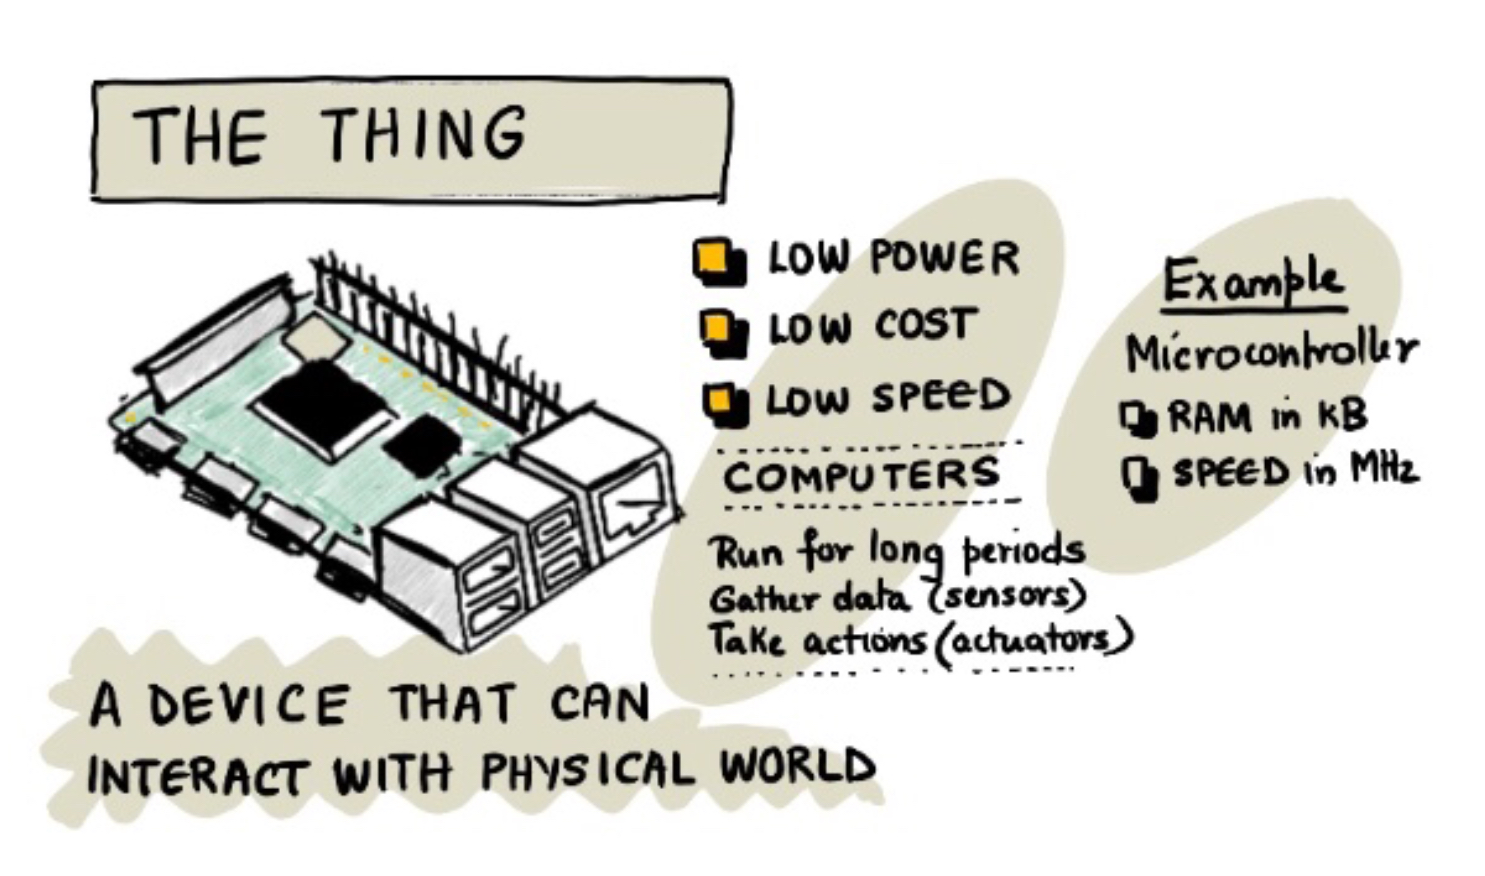 THE THING
LOW POWER
LOW COST
LOW SPEED
COMPUTERS
Run for long periods
Gather data (sensors)
Take actions (actuators)
Example
Microcontroller
RAM in KB
SPEED in MHz
A DEVICE THAT CAN
INTERACT WITH PHYSICAL WORLD